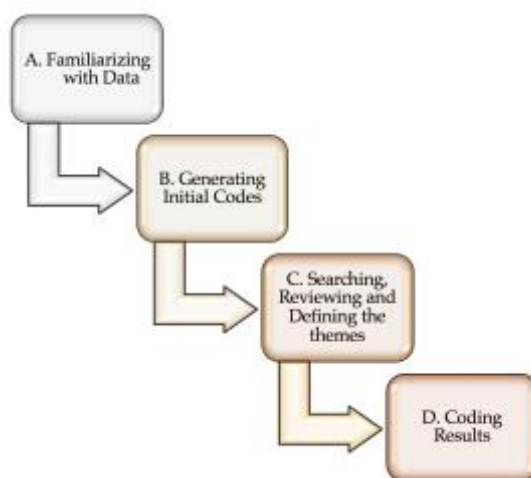 A. Familiarizing
with Data
B. Generating
Initial Codes
C. Searching,
Reviewing and
Defining the
themes
D. Coding
Results